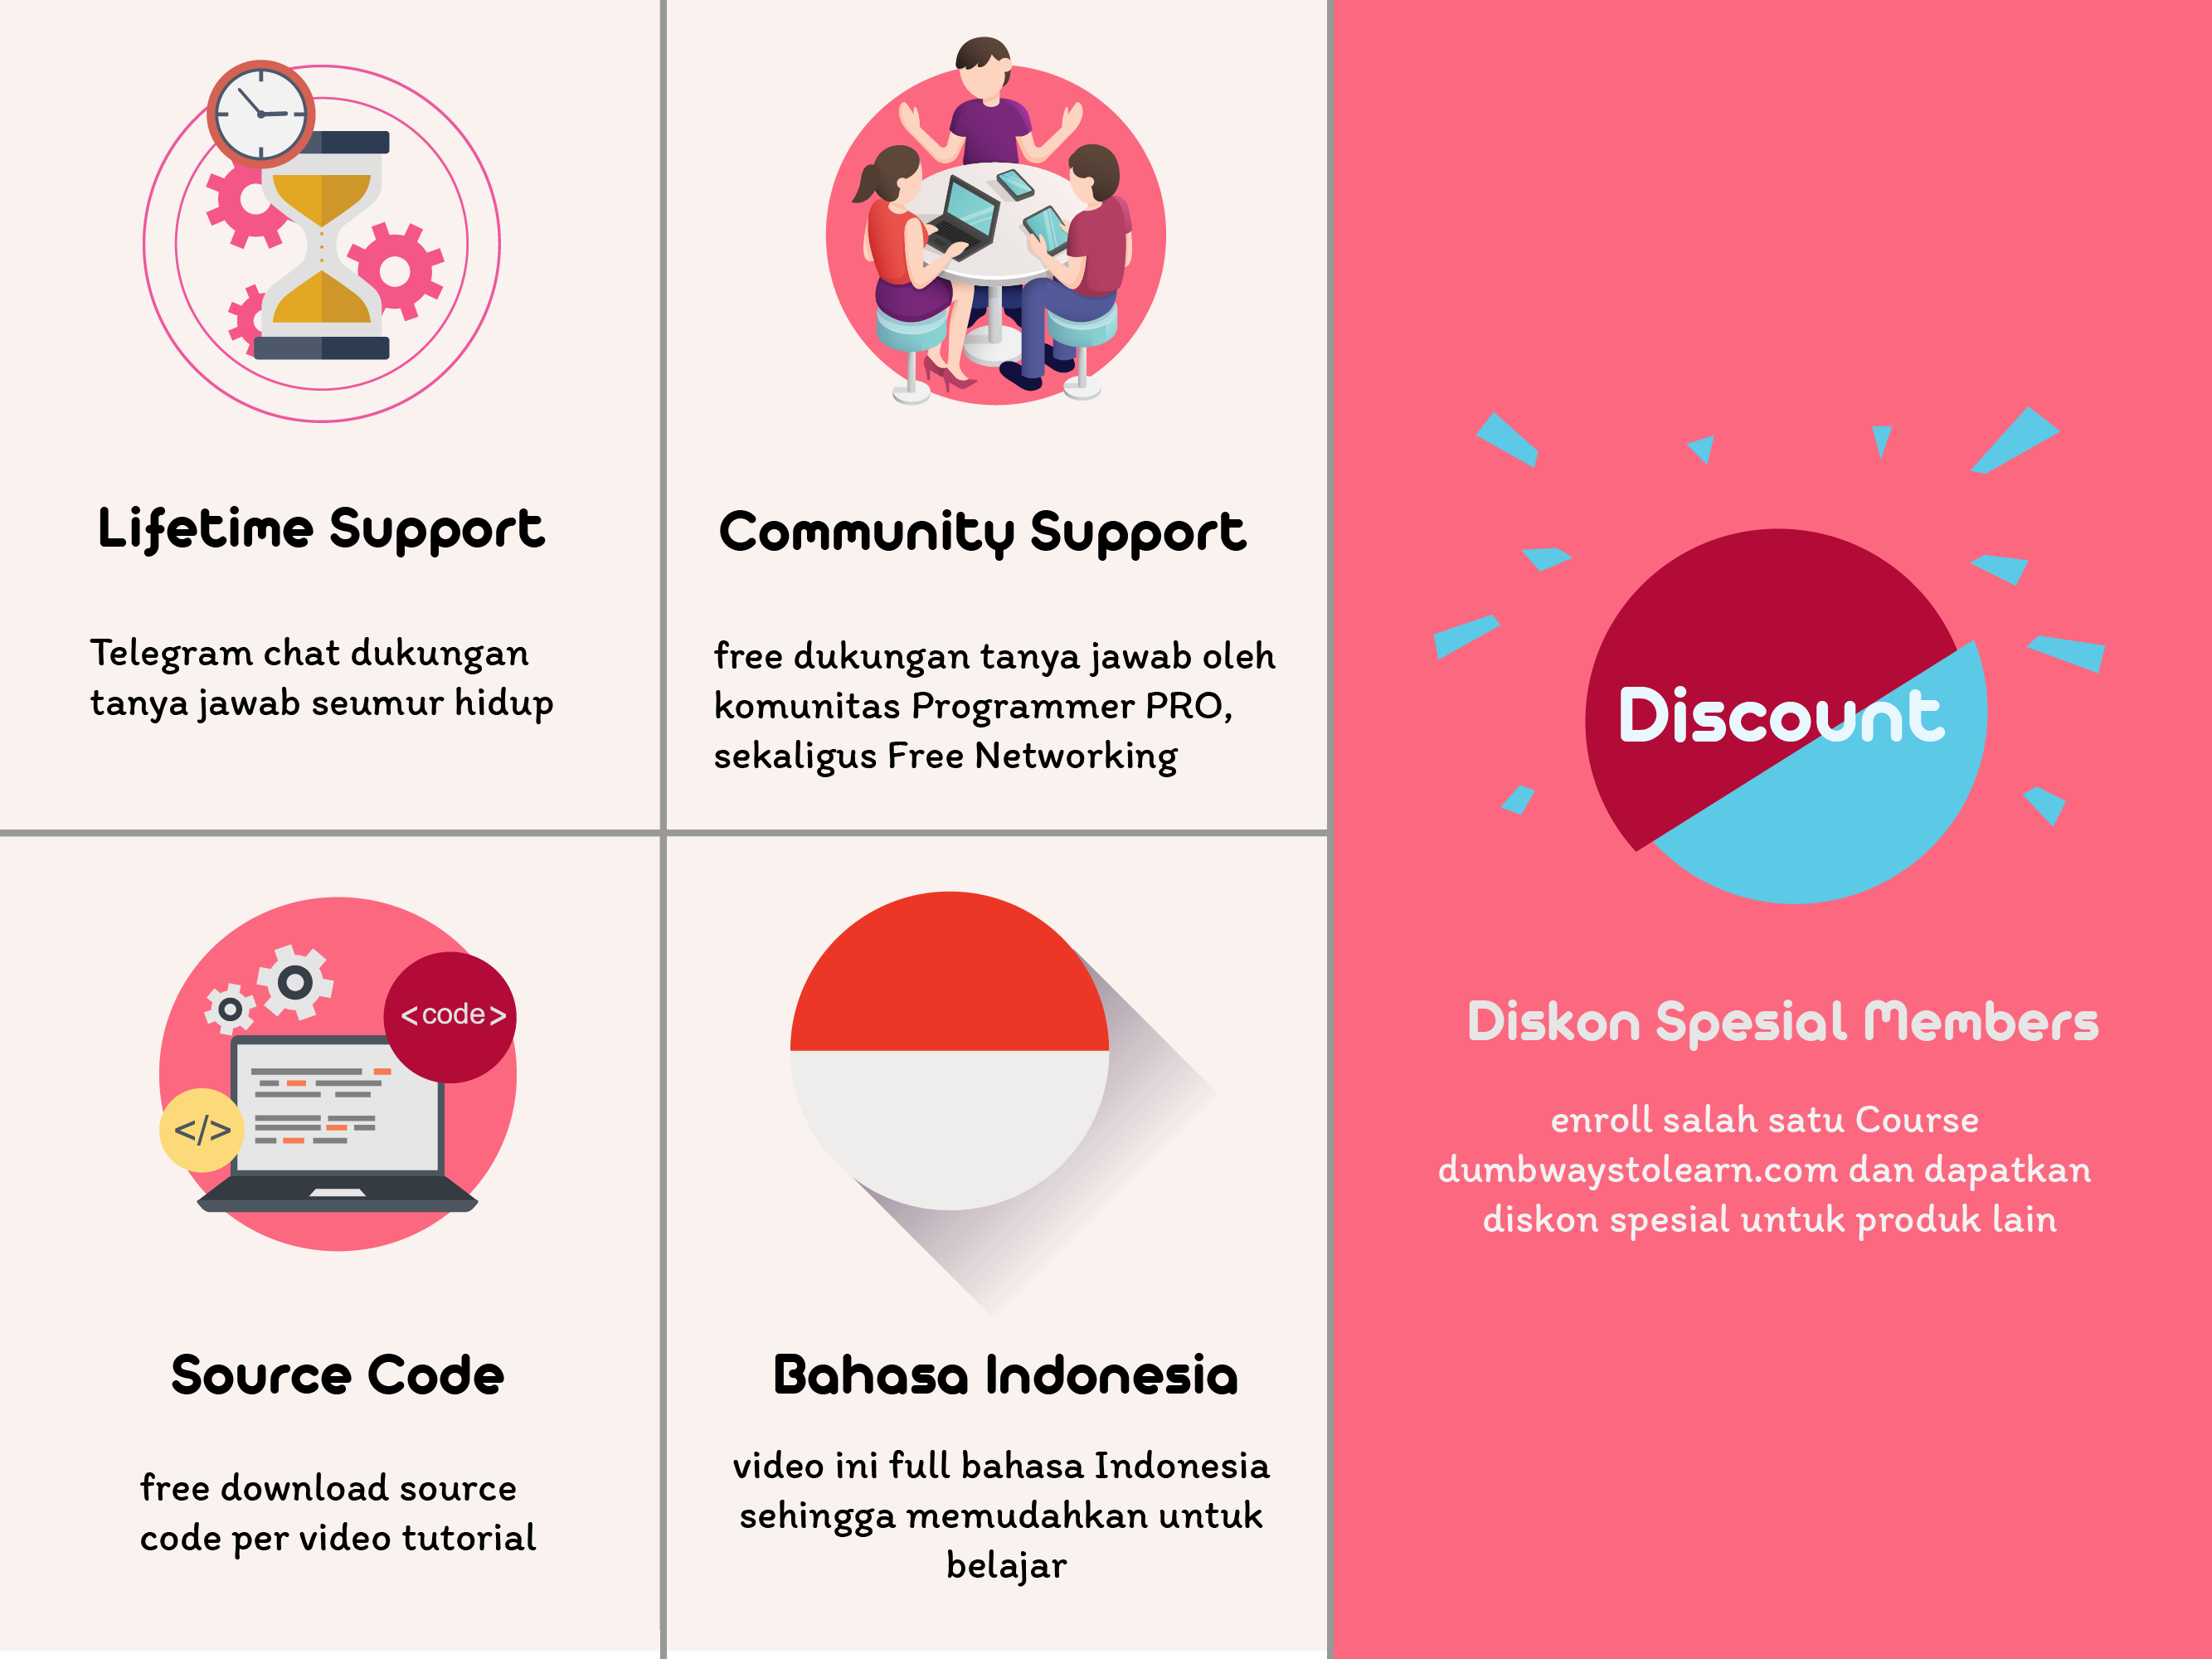 Lifetime Support
Telegram chat dukungan
tanya jawab seumur hidup
Community Support
free dukungan tanya jawab oleh
komunitas Programmer PRO,
sekaligus Free Networking
<code>
</>
Source Code
free download source
code per video tutorial
Bahasa Indonesia
video ini full bahasa Indonesia
sehingga memudahkan untuk
belajar
Discount
Diskon Spesial Members
enroll salah satu Course
dumbwaystolearn.com dan dapatkan
diskon spesial untuk produk lain